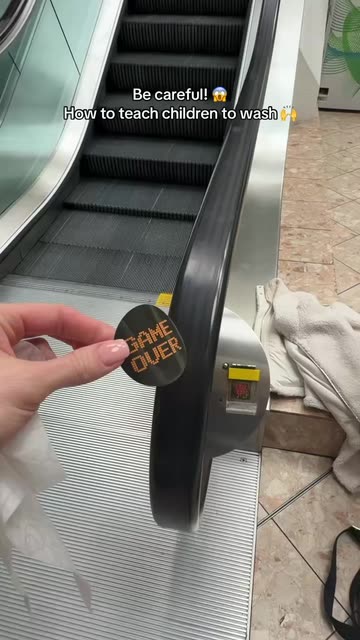 Be careful! 😱
How to teach children to wash 🙌
GAME
OVER